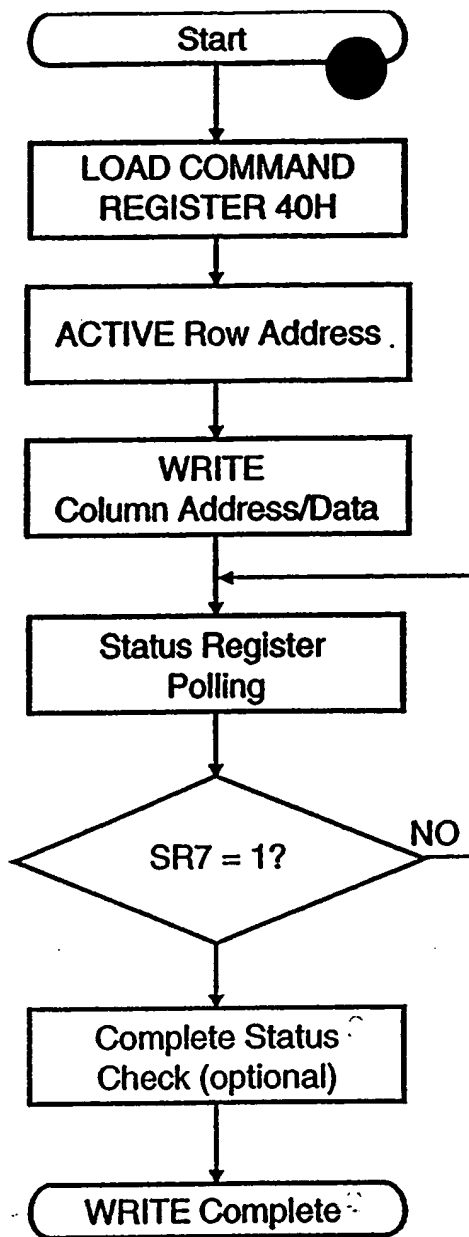 Start
LOAD COMMAND
REGISTER 40H
ACTIVE Row Address
WRITE
Column Address/Data
Status Register
Polling
SR7 = 1?
NO
Complete Status
Check (optional)
WRITE Complete